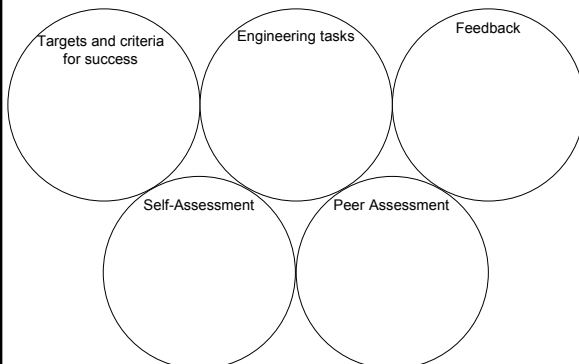 Targets and criteria
for success
Engineering tasks
Feedback
Self-Assessment
Peer Assessment